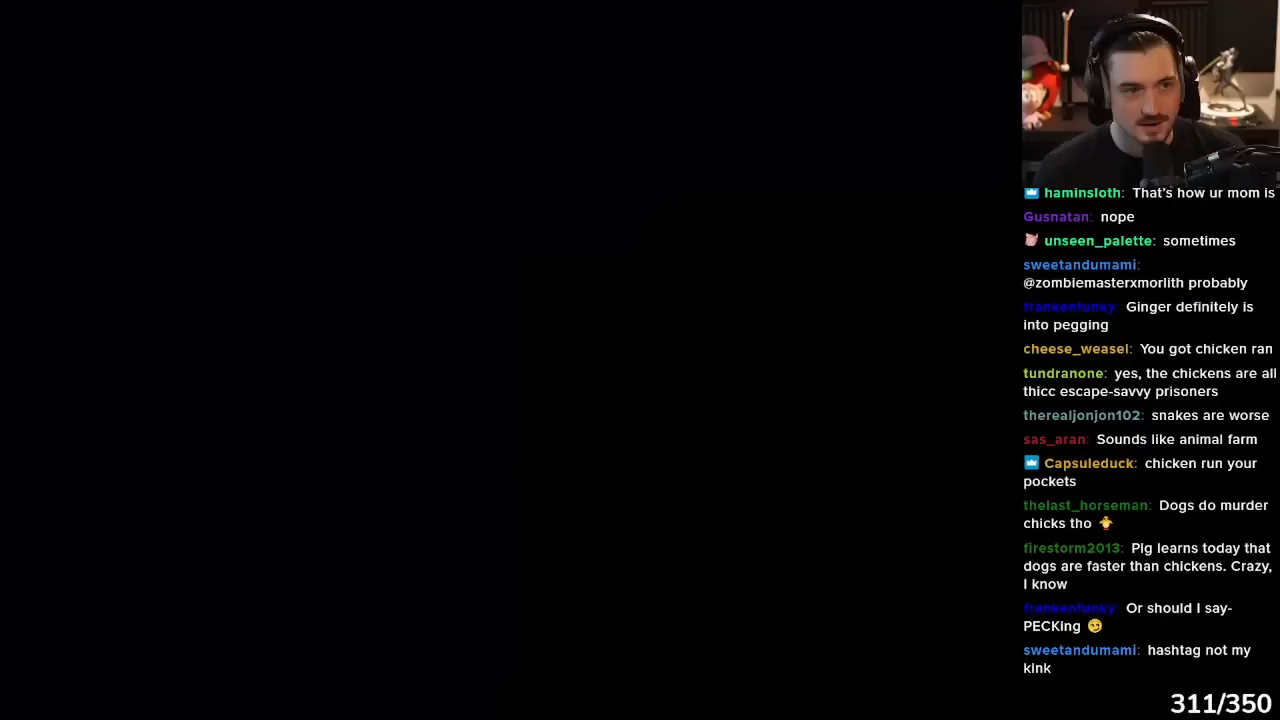 haminsloth: That's how ur mom is
Gusnatan: nope
unseen_palette: sometimes
sweetandumami:
@zombiemasterxmorlith probably
frankenfunky: Ginger definitely is
into pegging
cheese_weasel: You got chicken ran
tundranone: yes, the chickens are all
thicc escape-savvy prisoners
therealjonjon102: snakes are worse
sas_aran: Sounds like animal farm
Capsuleduck: chicken run your
pockets
thelast_horseman: Dogs do murder
chicks tho 🐥
firestorm2013: Pig learns today that
dogs are faster than chickens. Crazy,
I know
frankenfunky: Or should I say-
PECKing 😏
sweetandumami: hashtag not my
kink
311/350